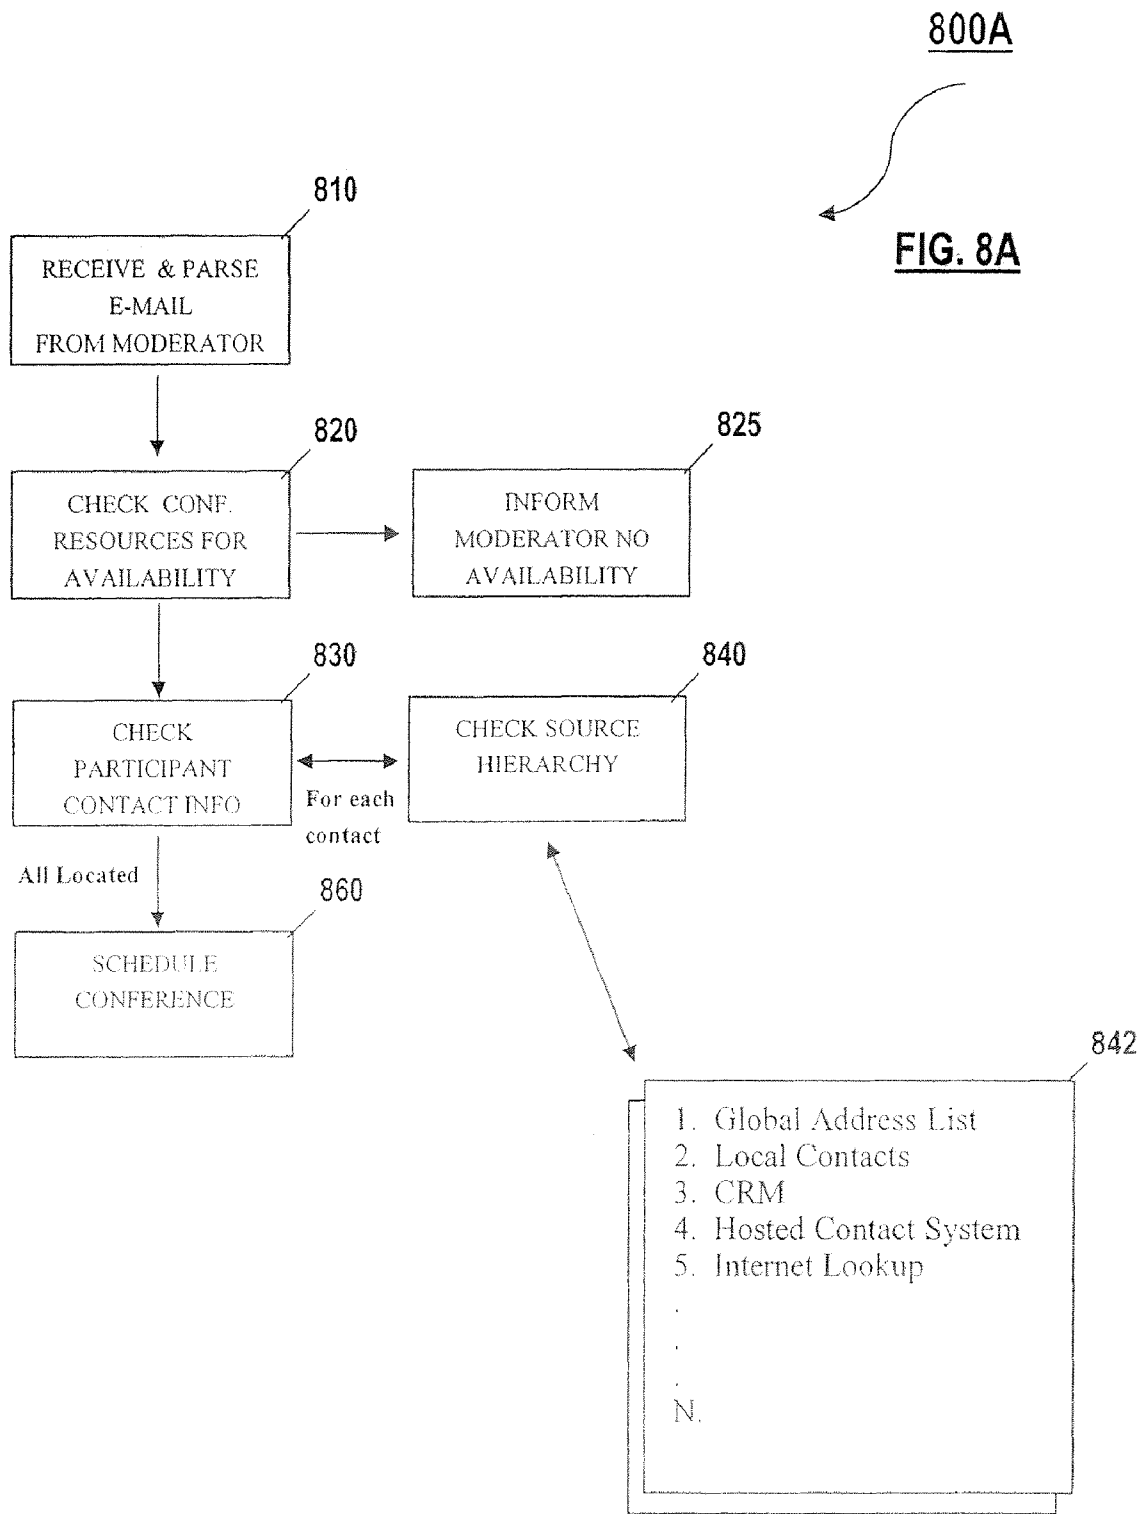 800A
FIG. 8A
810
RECEIVE & PARSE
E-MAIL
FROM MODERATOR
820
CHECK CONF.
RESOURCES FOR
AVAILABILITY
825
INFORM
MODERATOR NO
AVAILABILITY
830
CHECK
PARTICIPANT
CONTACT INFO
For each
contact
840
CHECK SOURCE
HIERARCHY
All Located
860
SCHEDULE
CONFERENCE
842
1. Global Address List
2. Local Contacts
3. CRM
4. Hosted Contact System
5. Internet Lookup
.
.
.
N.